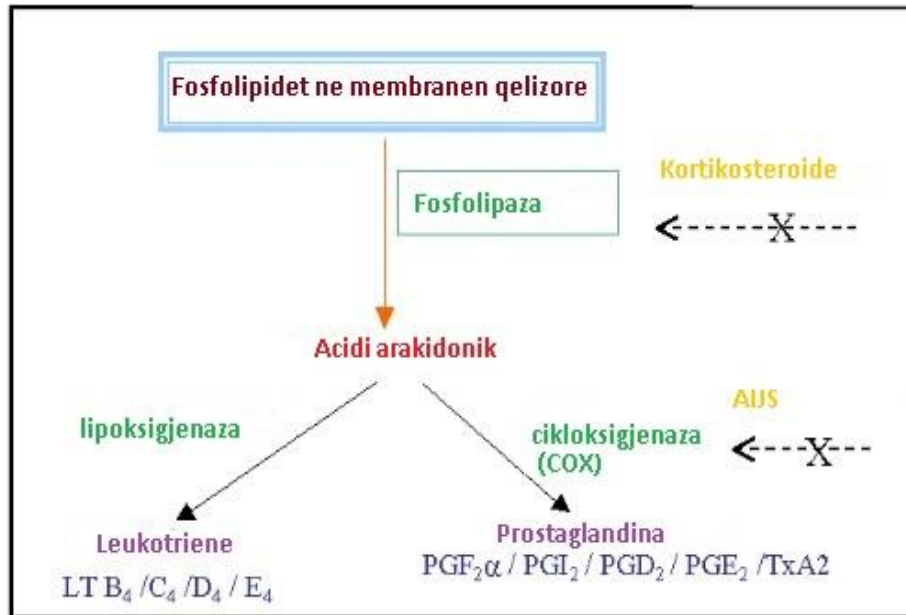 Fosfolipidet ne membranen qelizore
Kortikosteroide
Fosfolipaza
X
Acidi arakidonik
AIJS
lipoksigjenaza
cikloksigjenaza
(COX)
X
Leukotriene
Prostaglandina
LT B₄ /C₄ /D₄ / E₄
PGF₂α / PGI₂ / PGD₂ / PGE₂ /TxA2